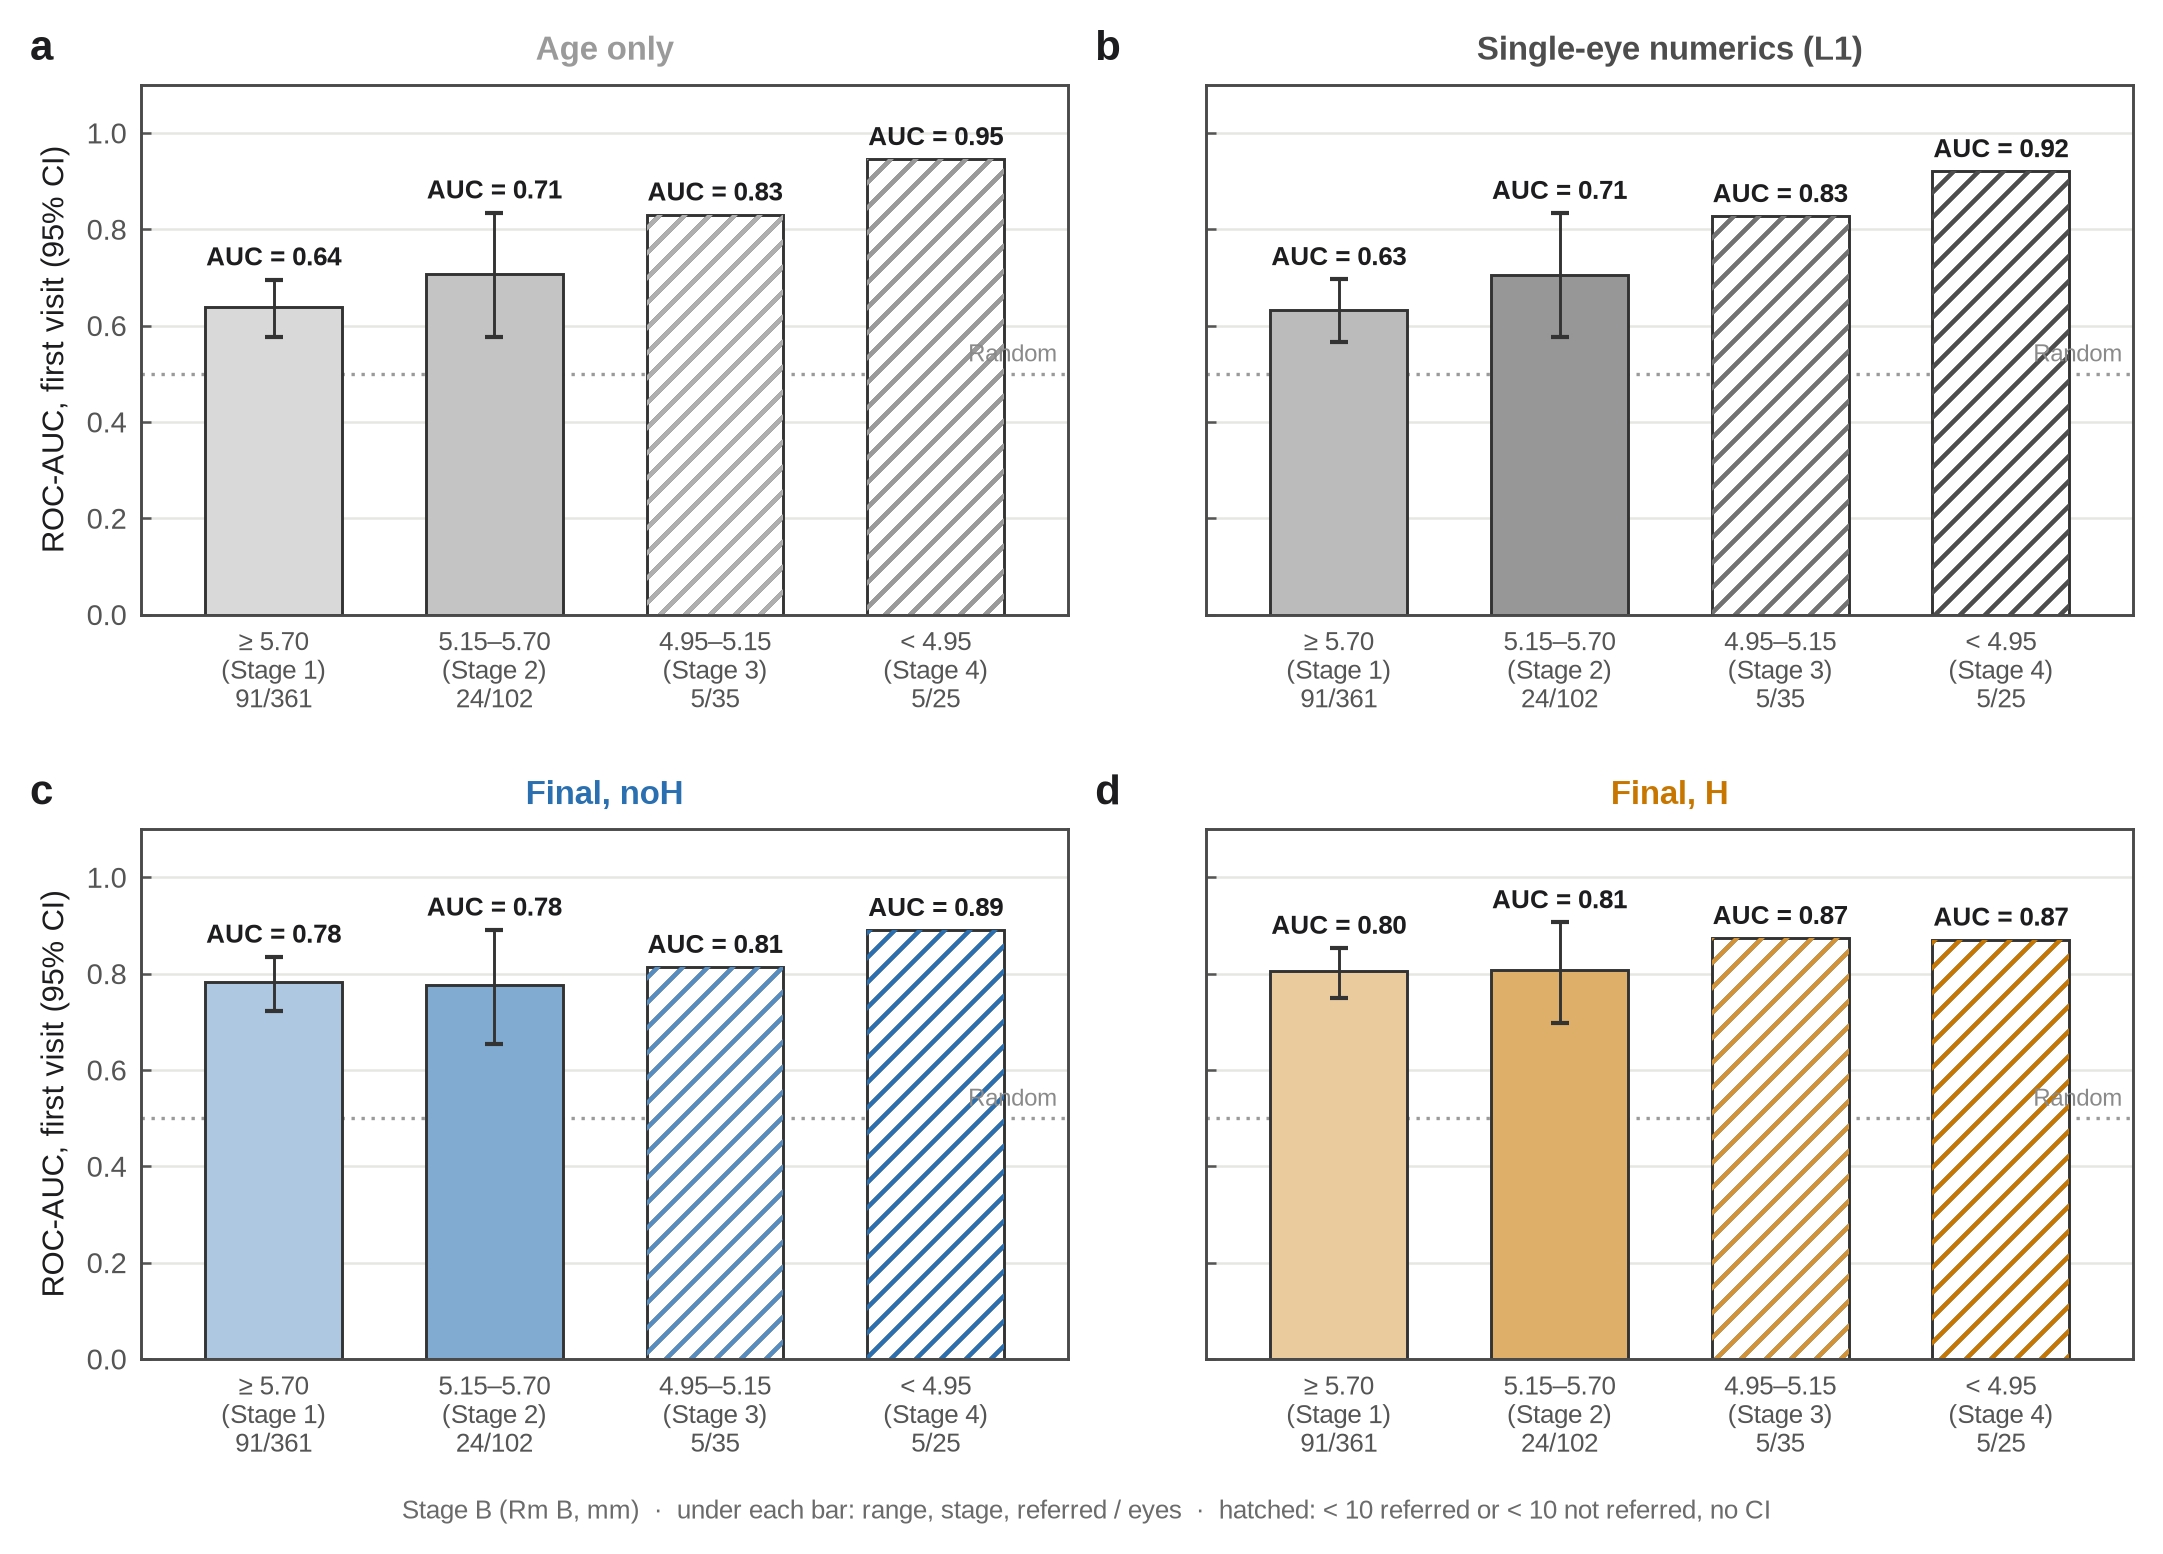 a
Age only
ROC-AUC, first visit (95% CI)
1.0
0.8
0.6
0.4
0.2
0.0
AUC = 0.64
AUC = 0.71
AUC = 0.83
AUC = 0.95
Random
≥ 5.70
(Stage 1)
91/361
5.15–5.70
(Stage 2)
24/102
4.95–5.15
(Stage 3)
5/35
< 4.95
(Stage 4)
5/25
b
Single-eye numerics (L1)
AUC = 0.63
AUC = 0.71
AUC = 0.83
AUC = 0.92
Random
≥ 5.70
(Stage 1)
91/361
5.15–5.70
(Stage 2)
24/102
4.95–5.15
(Stage 3)
5/35
< 4.95
(Stage 4)
5/25
c
Final, noH
ROC-AUC, first visit (95% CI)
1.0
0.8
0.6
0.4
0.2
0.0
AUC = 0.78
AUC = 0.78
AUC = 0.81
AUC = 0.89
Random
≥ 5.70
(Stage 1)
91/361
5.15–5.70
(Stage 2)
24/102
4.95–5.15
(Stage 3)
5/35
< 4.95
(Stage 4)
5/25
d
Final, H
AUC = 0.80
AUC = 0.81
AUC = 0.87
AUC = 0.87
Random
≥ 5.70
(Stage 1)
91/361
5.15–5.70
(Stage 2)
24/102
4.95–5.15
(Stage 3)
5/35
< 4.95
(Stage 4)
5/25
Stage B (Rm B, mm) · under each bar: range, stage, referred / eyes · hatched: < 10 referred or < 10 not referred, no CI